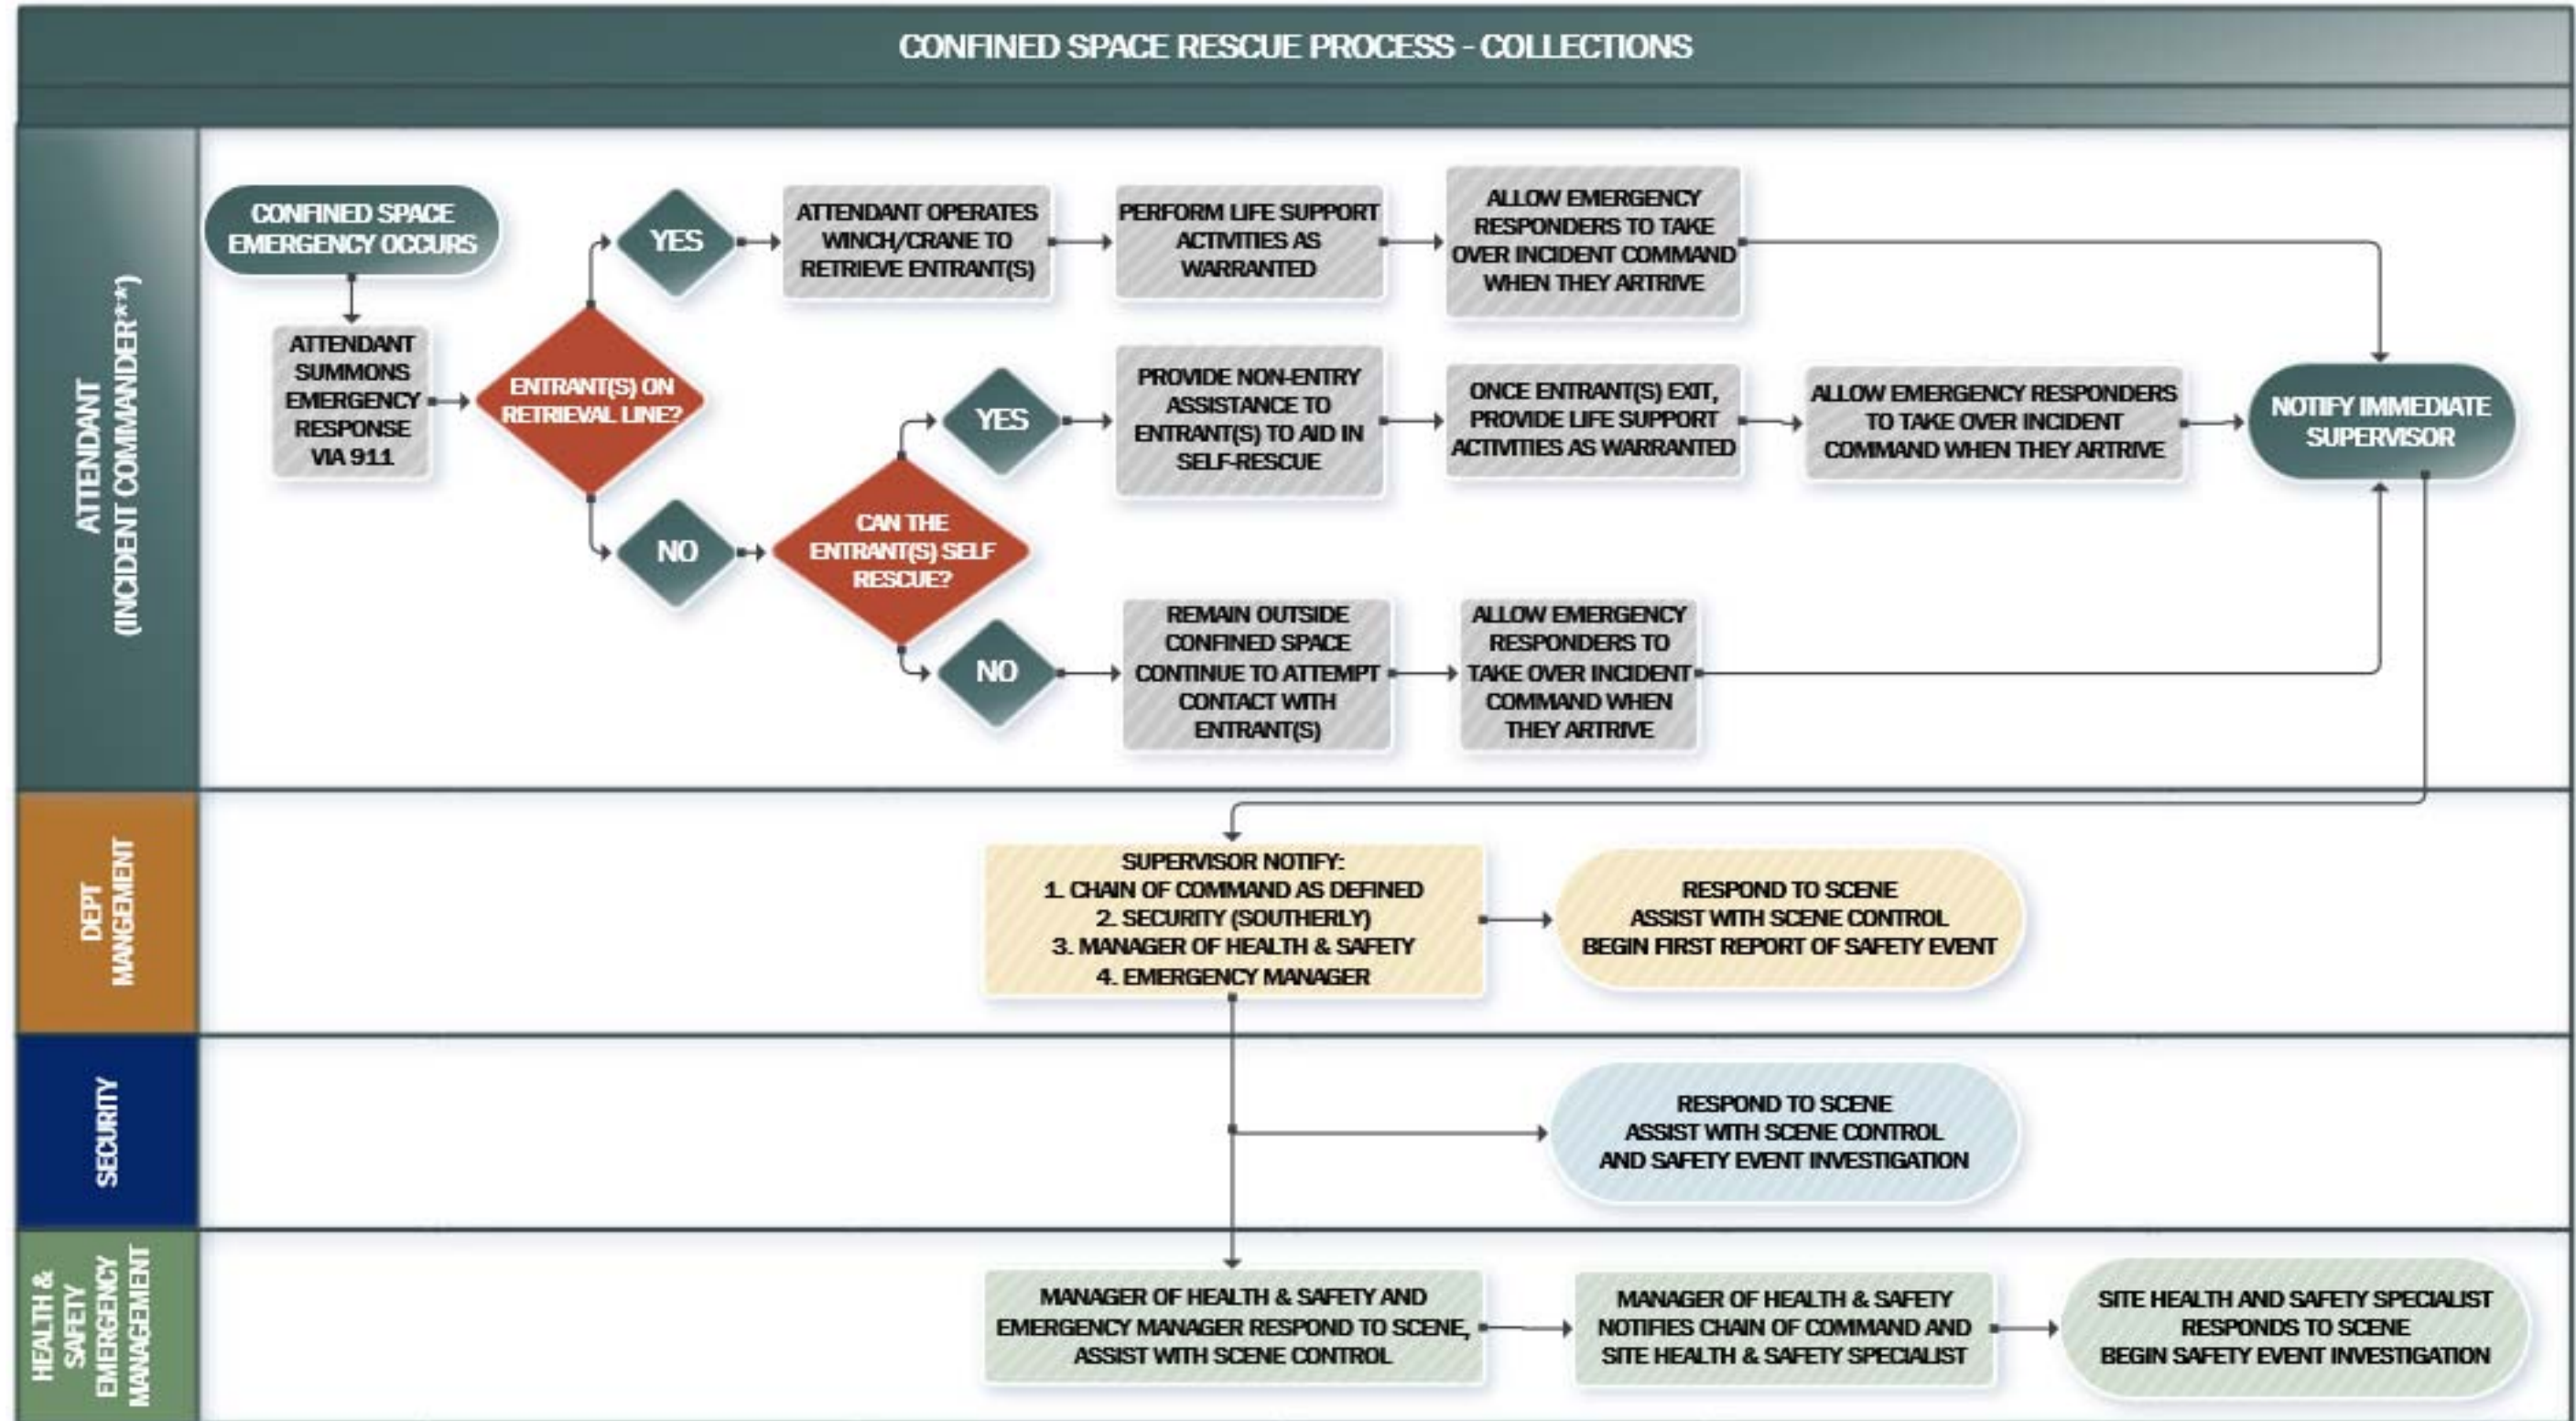 CONFINED SPACE RESCUE PROCESS - COLLECTIONS
ATTENDANT
(INCIDENT COMMANDER**)
CONFINED SPACE
EMERGENCY OCCURS
ATTENDANT
SUMMONS
EMERGENCY
RESPONSE
VIA 911
ENTRANT(S) ON
RETRIEVAL LINE?
YES
ATTENDANT OPERATES
WINCH/CRANE TO
RETRIEVE ENTRANT(S)
PERFORM LIFE SUPPORT
ACTIVITIES AS
WARRANTED
ALLOW EMERGENCY
RESPONDERS TO TAKE
OVER INCIDENT COMMAND
WHEN THEY ARTRIVE
NO
CAN THE
ENTRANT(S) SELF
RESCUE?
YES
PROVIDE NON-ENTRY
ASSISTANCE TO
ENTRANT(S) TO AID IN
SELF-RESCUE
ONCE ENTRANT(S) EXIT,
PROVIDE LIFE SUPPORT
ACTIVITIES AS WARRANTED
ALLOW EMERGENCY RESPONDERS
TO TAKE OVER INCIDENT
COMMAND WHEN THEY ARTRIVE
NOTIFY IMMEDIATE
SUPERVISOR
NO
REMAIN OUTSIDE
CONFINED SPACE
CONTINUE TO ATTEMPT
CONTACT WITH
ENTRANT(S)
ALLOW EMERGENCY
RESPONDERS TO
TAKE OVER INCIDENT
COMMAND WHEN
THEY ARTRIVE
DEPT
MANGEMENT
SUPERVISOR NOTIFY:
1. CHAIN OF COMMAND AS DEFINED
2. SECURITY (SOUTHERLY)
3. MANAGER OF HEALTH & SAFETY
4. EMERGENCY MANAGER
RESPOND TO SCENE
ASSIST WITH SCENE CONTROL
BEGIN FIRST REPORT OF SAFETY EVENT
SECURITY
RESPOND TO SCENE
ASSIST WITH SCENE CONTROL
AND SAFETY EVENT INVESTIGATION
HEALTH &
SAFETY
EMERGENCY
MANAGEMENT
MANAGER OF HEALTH & SAFETY AND
EMERGENCY MANAGER RESPOND TO SCENE,
ASSIST WITH SCENE CONTROL
MANAGER OF HEALTH & SAFETY
NOTIFIES CHAIN OF COMMAND AND
SITE HEALTH & SAFETY SPECIALIST
SITE HEALTH AND SAFETY SPECIALIST
RESPONDS TO SCENE
BEGIN SAFETY EVENT INVESTIGATION